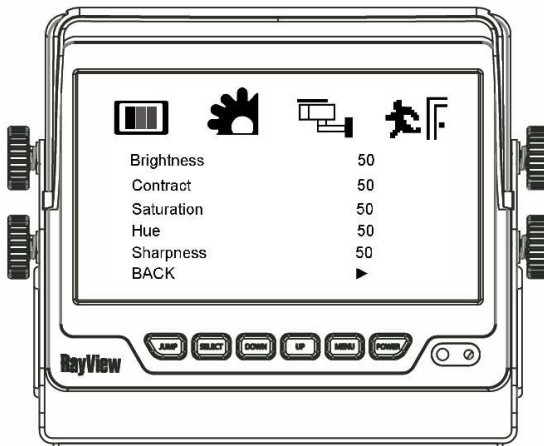 Brightness 50
Contract 50
Saturation 50
Hue 50
Sharpness 50
BACK ►
RayView JUMP SELECT DOWN UP MENU POWER